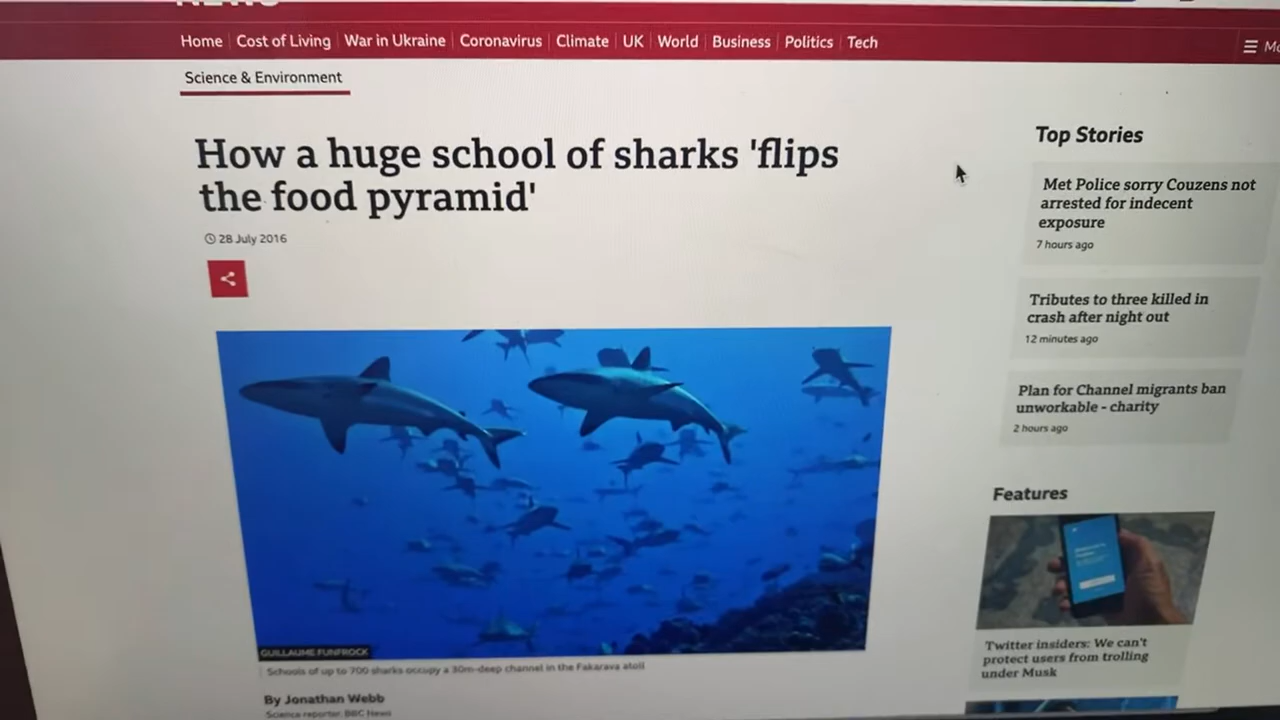 NEWS
Home
Cost of Living
War in Ukraine
Coronavirus
Climate
UK
World
Business
Politics
Tech
Science & Environment
How a huge school of sharks 'flips
the food pyramid'
28 July 2016
GUILLAUME FUNFROCK
Schools of up to 700 sharks occupy a 30m-deep channel in the Fakarava atoll
By Jonathan Webb
Science reporter, BBC News
Top Stories
Met Police sorry Couzens not
arrested for indecent
exposure
7 hours ago
Tributes to three killed in
crash after night out
12 minutes ago
Plan for Channel migrants ban
unworkable - charity
2 hours ago
Features
Twitter insiders: We can't
protect users from trolling
under Musk